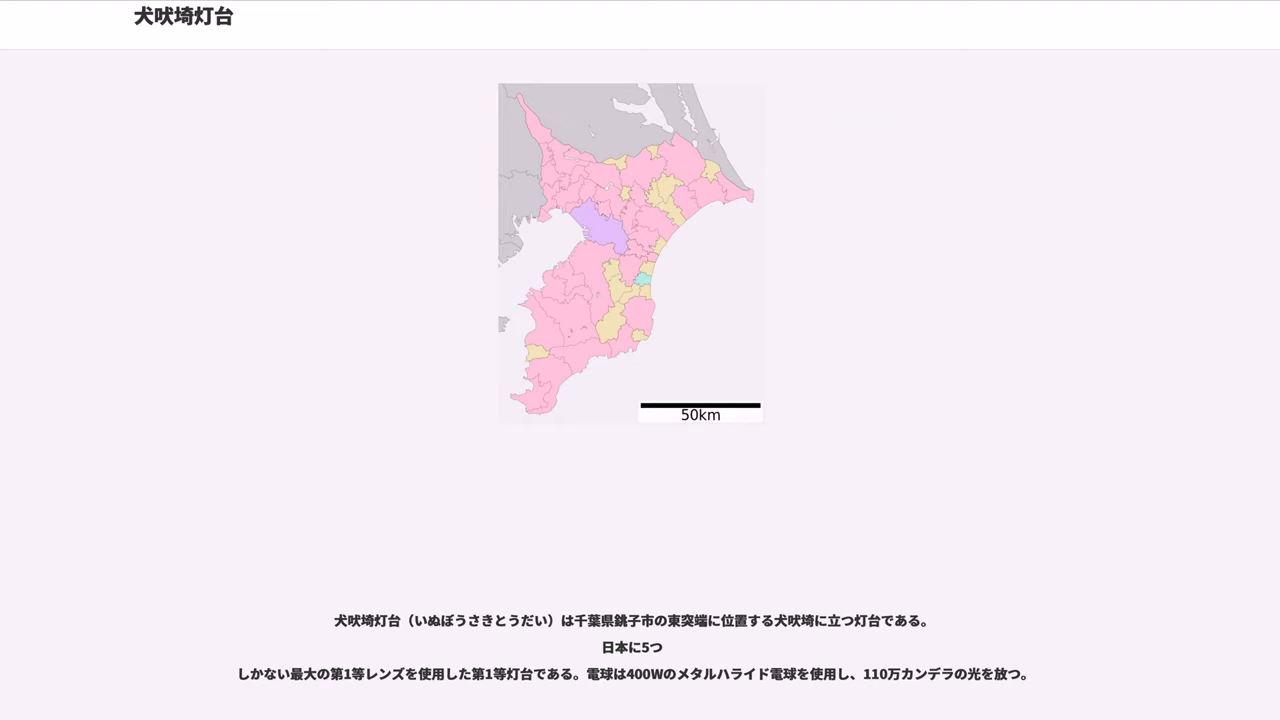 犬吠埼灯台
50km
犬吠埼灯台（いぬぼうさきとうだい）は千葉県銚子市の東突端に位置する犬吠埼に立つ灯台である。
日本に5つ
しかない最大の第1等レンズを使用した第1等灯台である。電球は400Wのメタルハライド電球を使用し、110万カンデラの光を放つ。